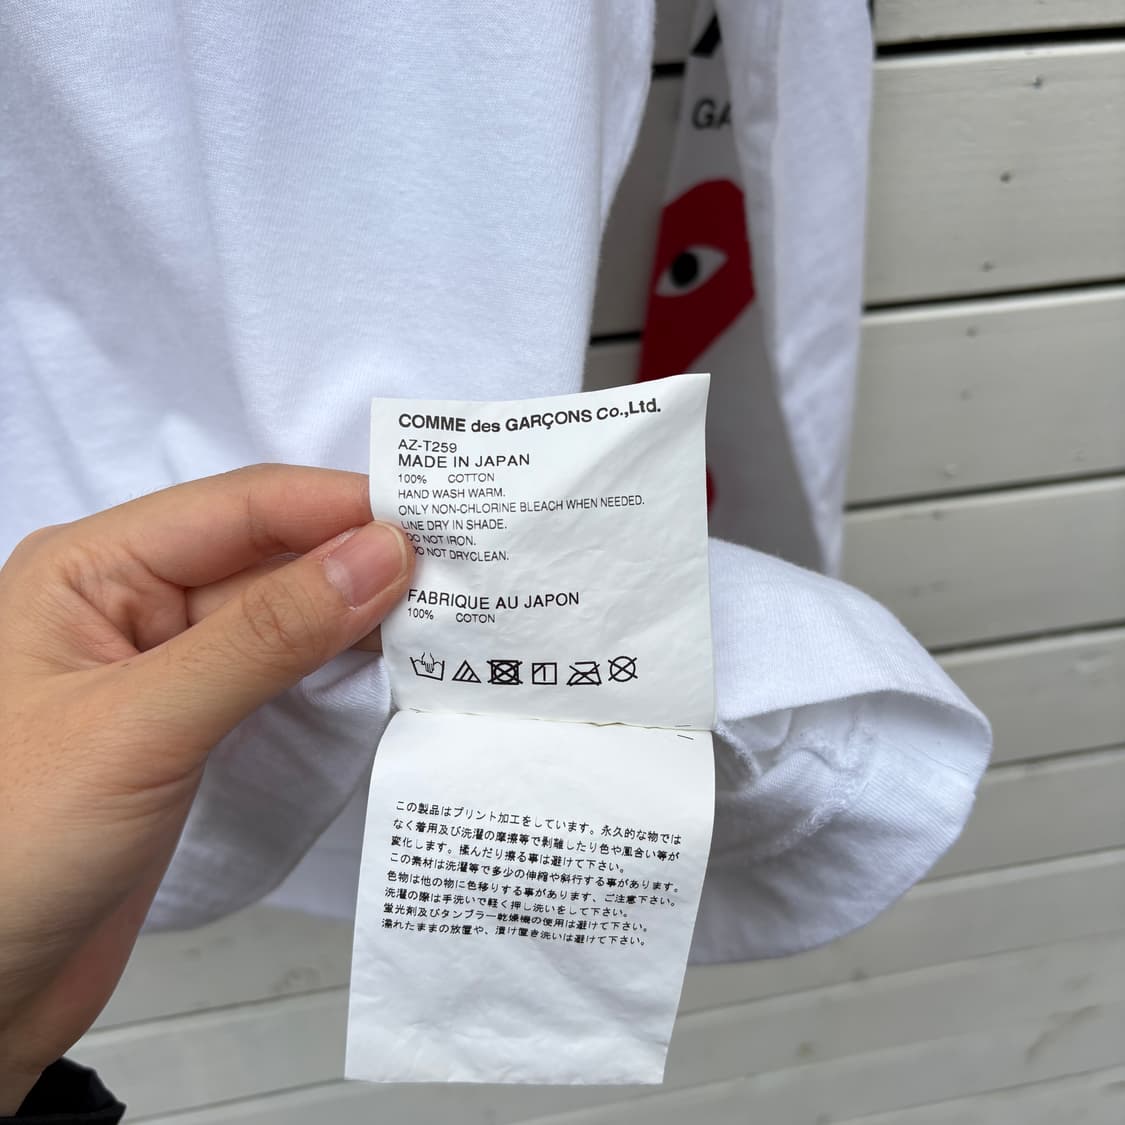 GA
COMME des GARÇONS Co.,Ltd.
AZ-T259
MADE IN JAPAN
100% COTTON
HAND WASH WARM.
ONLY NON-CHLORINE BLEACH WHEN NEEDED.
LINE DRY IN SHADE.
DO NOT IRON.
DO NOT DRYCLEAN.
FABRIQUE AU JAPON
100% COTON
1
この製品はプリント加工をしています。永久的な物では
なく着用及び洗濯の摩擦等で剥離したり色や風合い等が
変化します。揉んだり擦る事は避けて下さい。
この素材は洗濯等で多少の伸縮や斜行する事があります。
色物は他の物に色移りする事があります、ご注意下さい。
洗濯の際は手洗いで軽く押し洗いをして下さい。
蛍光剤及びタンブラー乾燥機の使用は避けて下さい。
濡れたままの放置や、漬け置き洗いは避けて下さい。